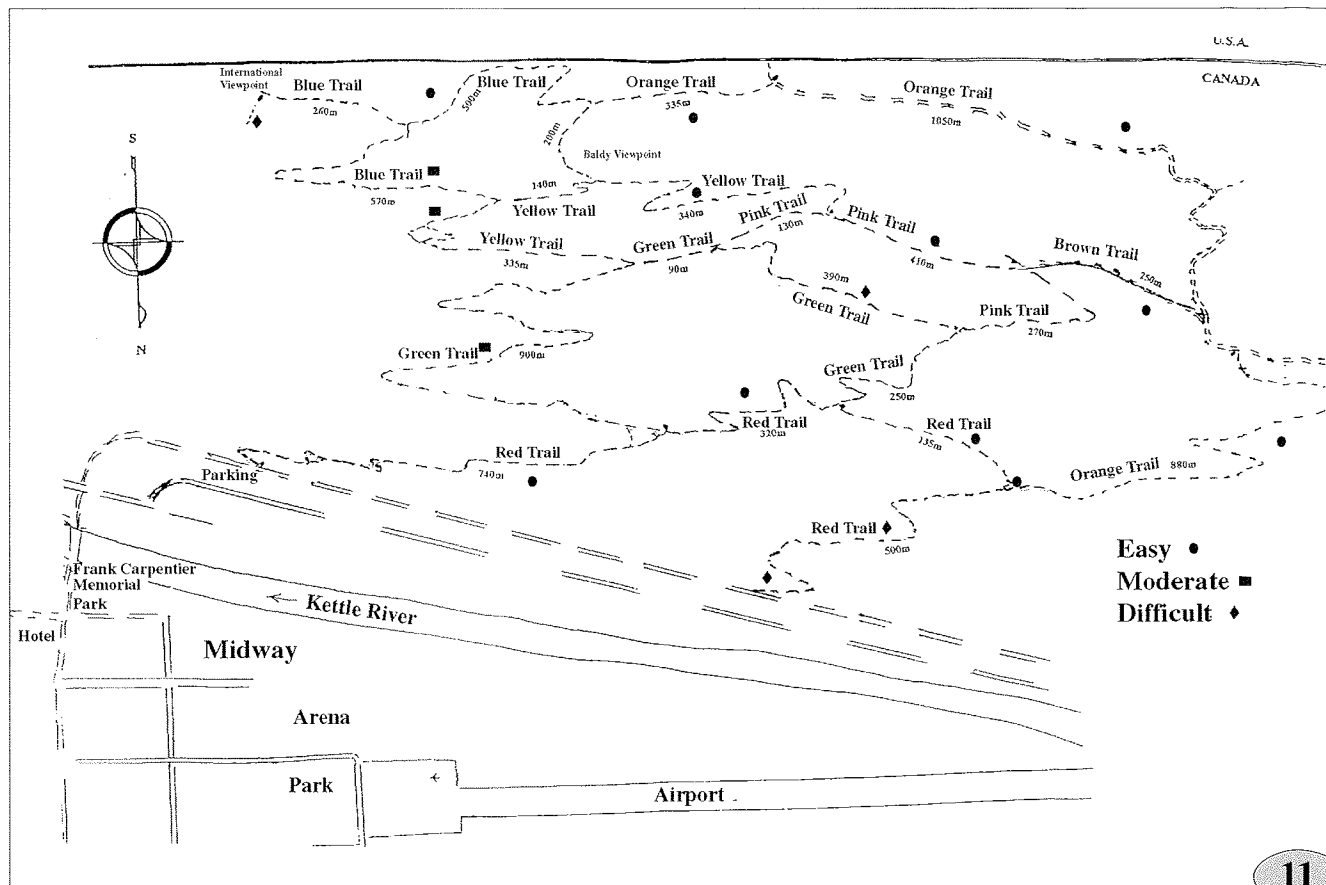 U.S.A.
CANADA
International
Viewpoint
Blue Trail
260m
Blue Trail
500m
Orange Trail
335m
Orange Trail
1050m
200m
Baldy Viewpoint
S
N
Blue Trail
570m
140m
Yellow Trail
Yellow Trail
340m
Pink Trail
130m
Pink Trail
Yellow Trail
335m
Green Trail
90m
Brown Trail
250m
390m
Green Trail
Pink Trail
270m
Green Trail
900m
Green Trail
250m
Red Trail
320m
Red Trail
135m
Red Trail
740m
Orange Trail
880m
Parking
Red Trail
500m
Easy
Moderate
Difficult
Frank Carpentier
Memorial
Park
Kettle River
Hotel
Midway
Arena
Park
Airport
11